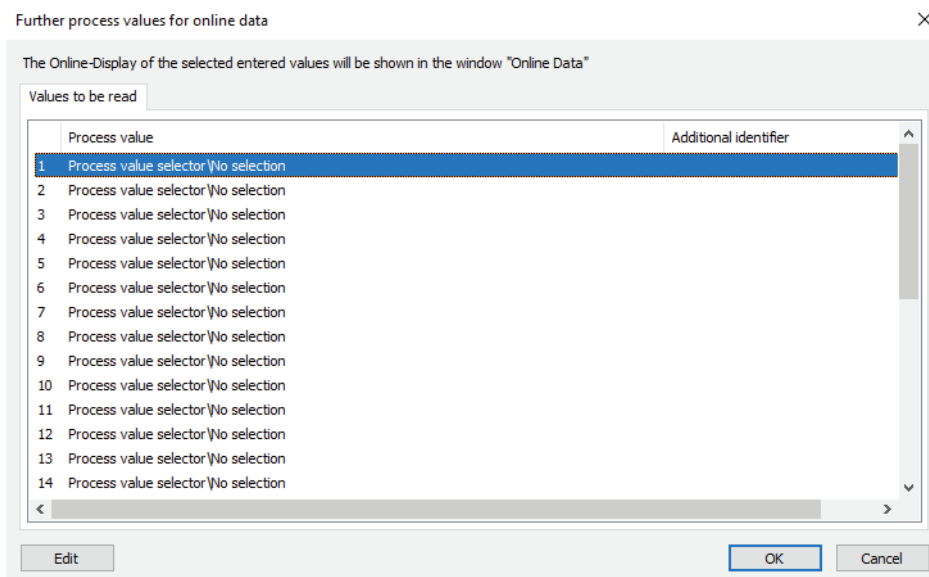 Further process values for online data
The Online-Display of the selected entered values will be shown in the window "Online Data"
Values to be read
Process value Additional identifier
1 Process value selector\No selection
2 Process value selector\No selection
3 Process value selector\No selection
4 Process value selector\No selection
5 Process value selector\No selection
6 Process value selector\No selection
7 Process value selector\No selection
8 Process value selector\No selection
9 Process value selector\No selection
10 Process value selector\No selection
11 Process value selector\No selection
12 Process value selector\No selection
13 Process value selector\No selection
14 Process value selector\No selection
Edit OK Cancel